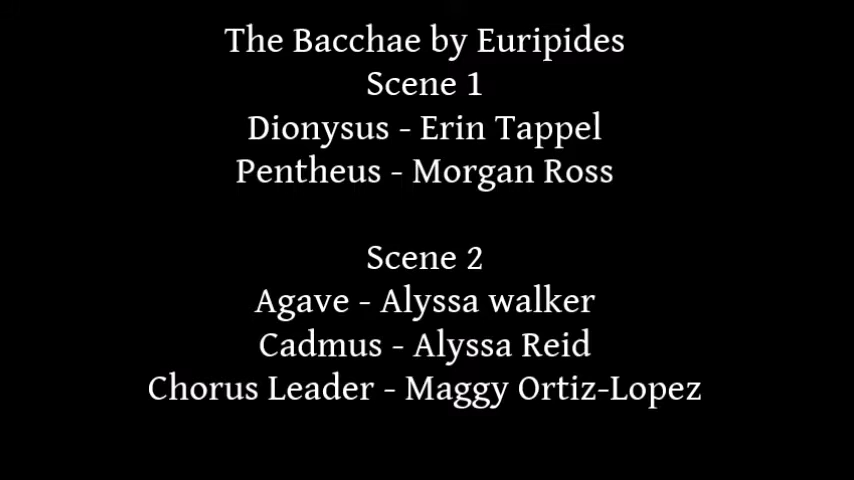 The Bacchae by Euripides
Scene 1
Dionysus - Erin Tappel
Pentheus - Morgan Ross
Scene 2
Agave - Alyssa walker
Cadmus - Alyssa Reid
Chorus Leader - Maggy Ortiz-Lopez